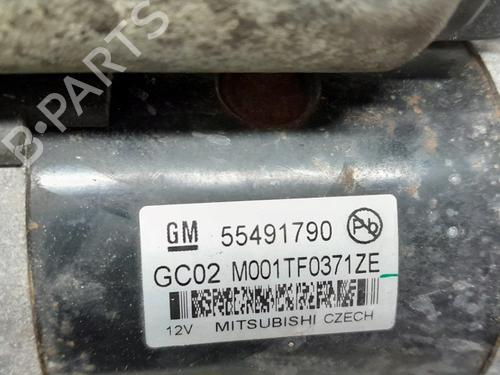 B-PARTS
GM 55491790 Pb
GC02 M001TF0371ZE
12V MITSUBISHI CZECH